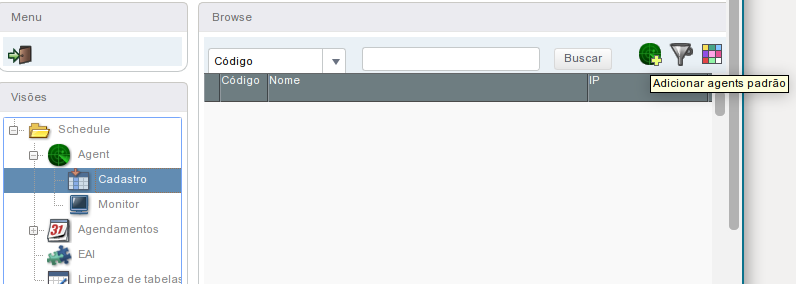 Menu
Visões
Schedule
Agent
Cadastro
Monitor
31
Agendamentos
EAI
Limpeza de tabelas
Browse
Código
Buscar
Código Nome IP
Adicionar agents padrão